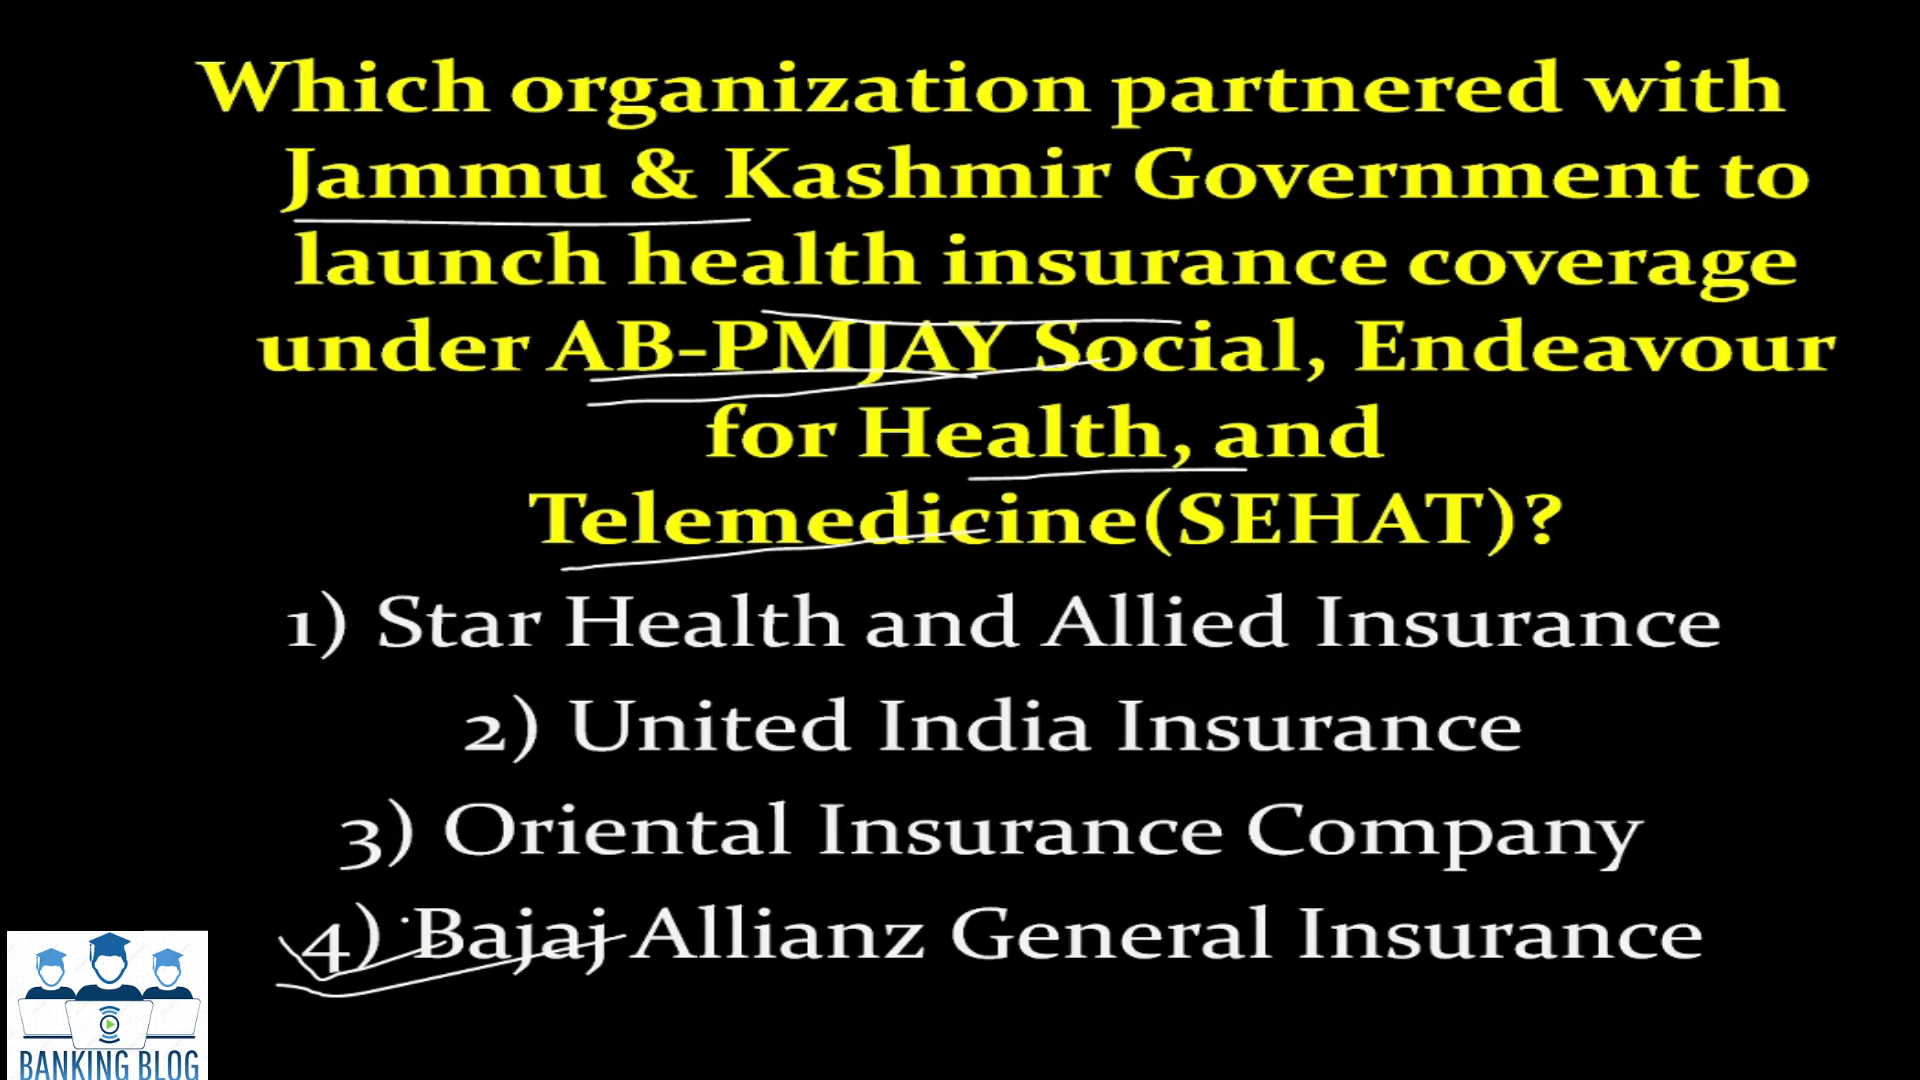 Which organization partnered with
Jammu & Kashmir Government to
launch health insurance coverage
under AB-PMJAY Social, Endeavour
for Health, and
Telemedicine(SEHAT)?
1) Star Health and Allied Insurance
2) United India Insurance
3) Oriental Insurance Company
4) Bajaj Allianz General Insurance
BANKING BLOG